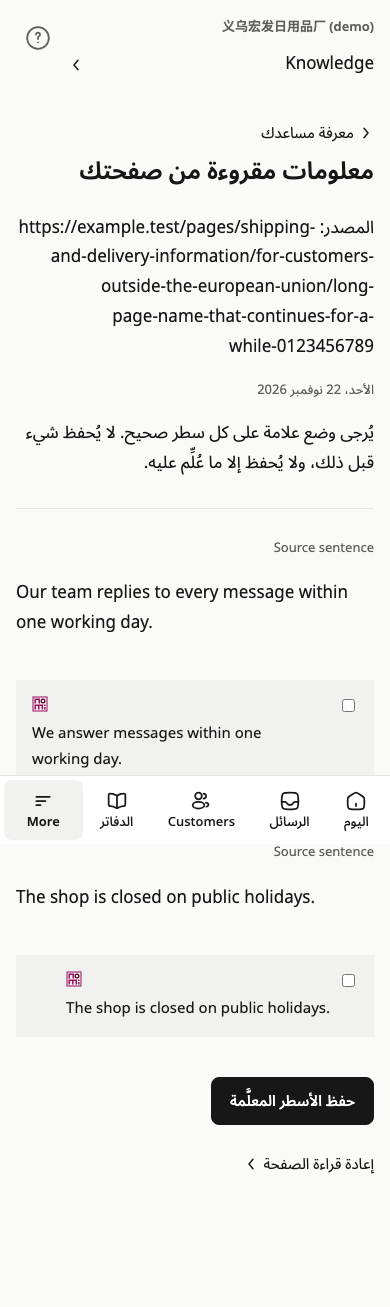 义乌宏发日用品厂 (demo)
Knowledge
معرفة مساعدك
معلومات مقروءة من صفحتك
المصدر: https://example.test/pages/shipping-
and-delivery-information/for-customers-
outside-the-european-union/long-
page-name-that-continues-for-a-
while-0123456789
الأحد، 22 نوفمبر 2026
يُرجى وضع علامة على كل سطر صحيح. لا يُحفظ شيء
قبل ذلك، ولا يُحفظ إلا ما عُلِّم عليه.
Source sentence
Our team replies to every message within
one working day.
We answer messages within one
working day.
اليوم
الرسائل
Customers
الدفاتر
More
Source sentence
The shop is closed on public holidays.
The shop is closed on public holidays.
حفظ الأسطر المعلَّمة
إعادة قراءة الصفحة